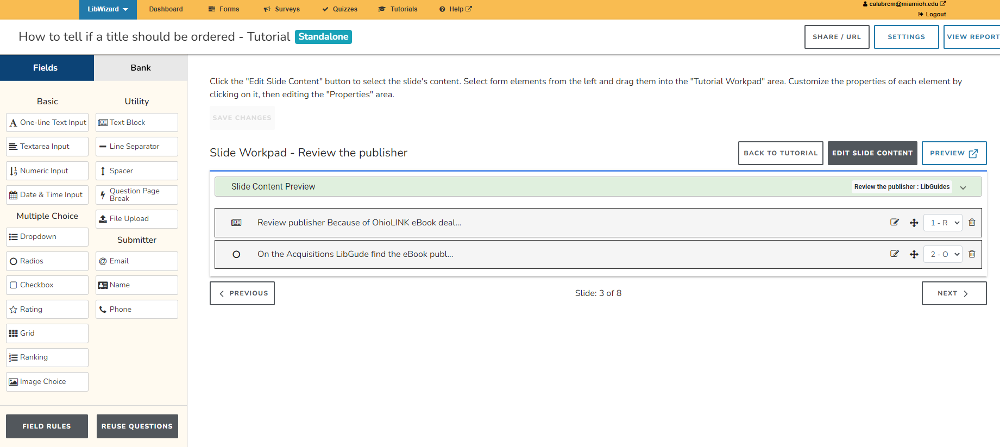 LibWizard
Dashboard
Forms
Surveys
Quizzes
Tutorials
Help
calabrcm@miamioh.edu
Logout
How to tell if a title should be ordered - Tutorial Standalone
SHARE / URL
SETTINGS
VIEW REPORT
Fields
Bank
Click the "Edit Slide Content" button to select the slide's content. Select form elements from the left and drag them into the "Tutorial Workpad" area. Customize the properties of each element by
clicking on it, then editing the "Properties" area.
SAVE CHANGES
Basic
One-line Text Input
Textarea Input
Numeric Input
Date & Time Input
Multiple Choice
Dropdown
Radios
Checkbox
Rating
Grid
Ranking
Image Choice
Utility
Text Block
Line Separator
Spacer
Question Page
Break
File Upload
Submitter
Email
Name
Phone
FIELD RULES
REUSE QUESTIONS
Slide Workpad - Review the publisher
BACK TO TUTORIAL
EDIT SLIDE CONTENT
PREVIEW
Slide Content Preview
Review the publisher : LibGuides
Review publisher Because of OhioLINK eBook deal...
1 - R
On the Acquisitions LibGude find the eBook publ...
2 - O
PREVIOUS
Slide: 3 of 8
NEXT